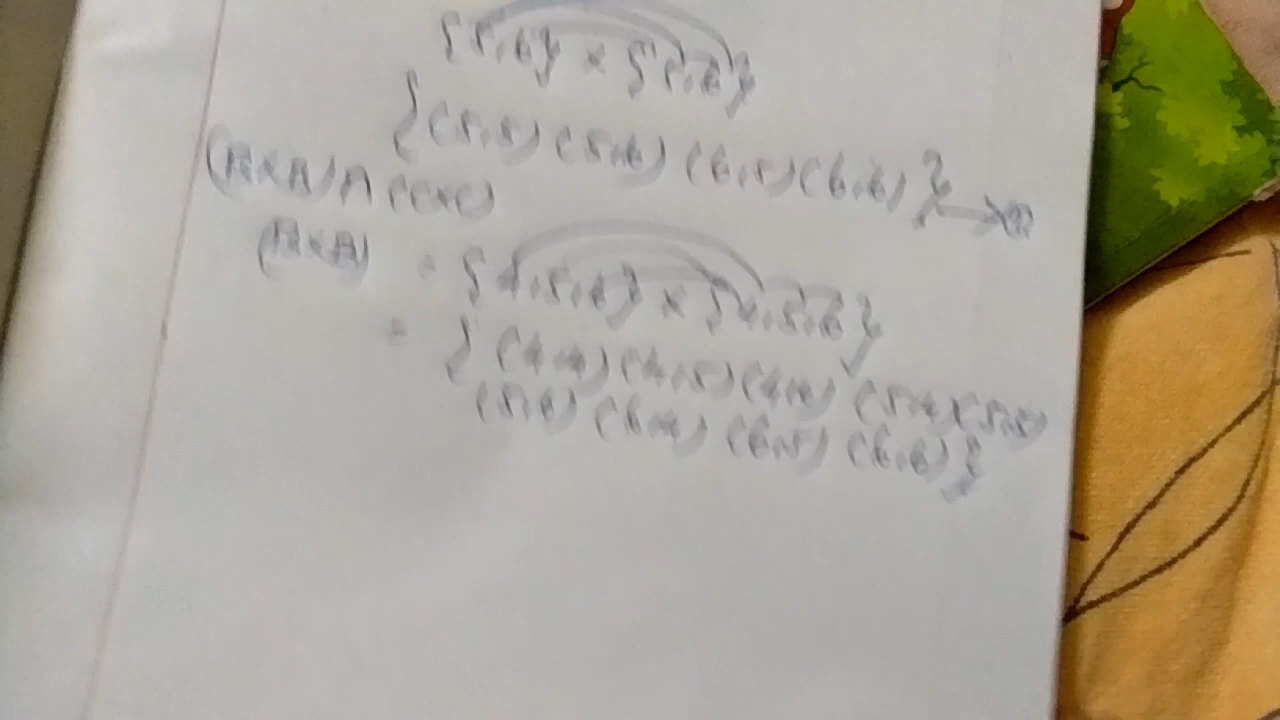 {5,6} × {5,6}
{(5,5) (5,6) (6,5) (6,6)} →
(B×B) ∩ (C×C)
= {4,5,6} × {4,5,6}
= {(4,4) (4,5) (4,6) (5,4) (5,5)
(5,6) (6,4) (6,5) (6,6)}